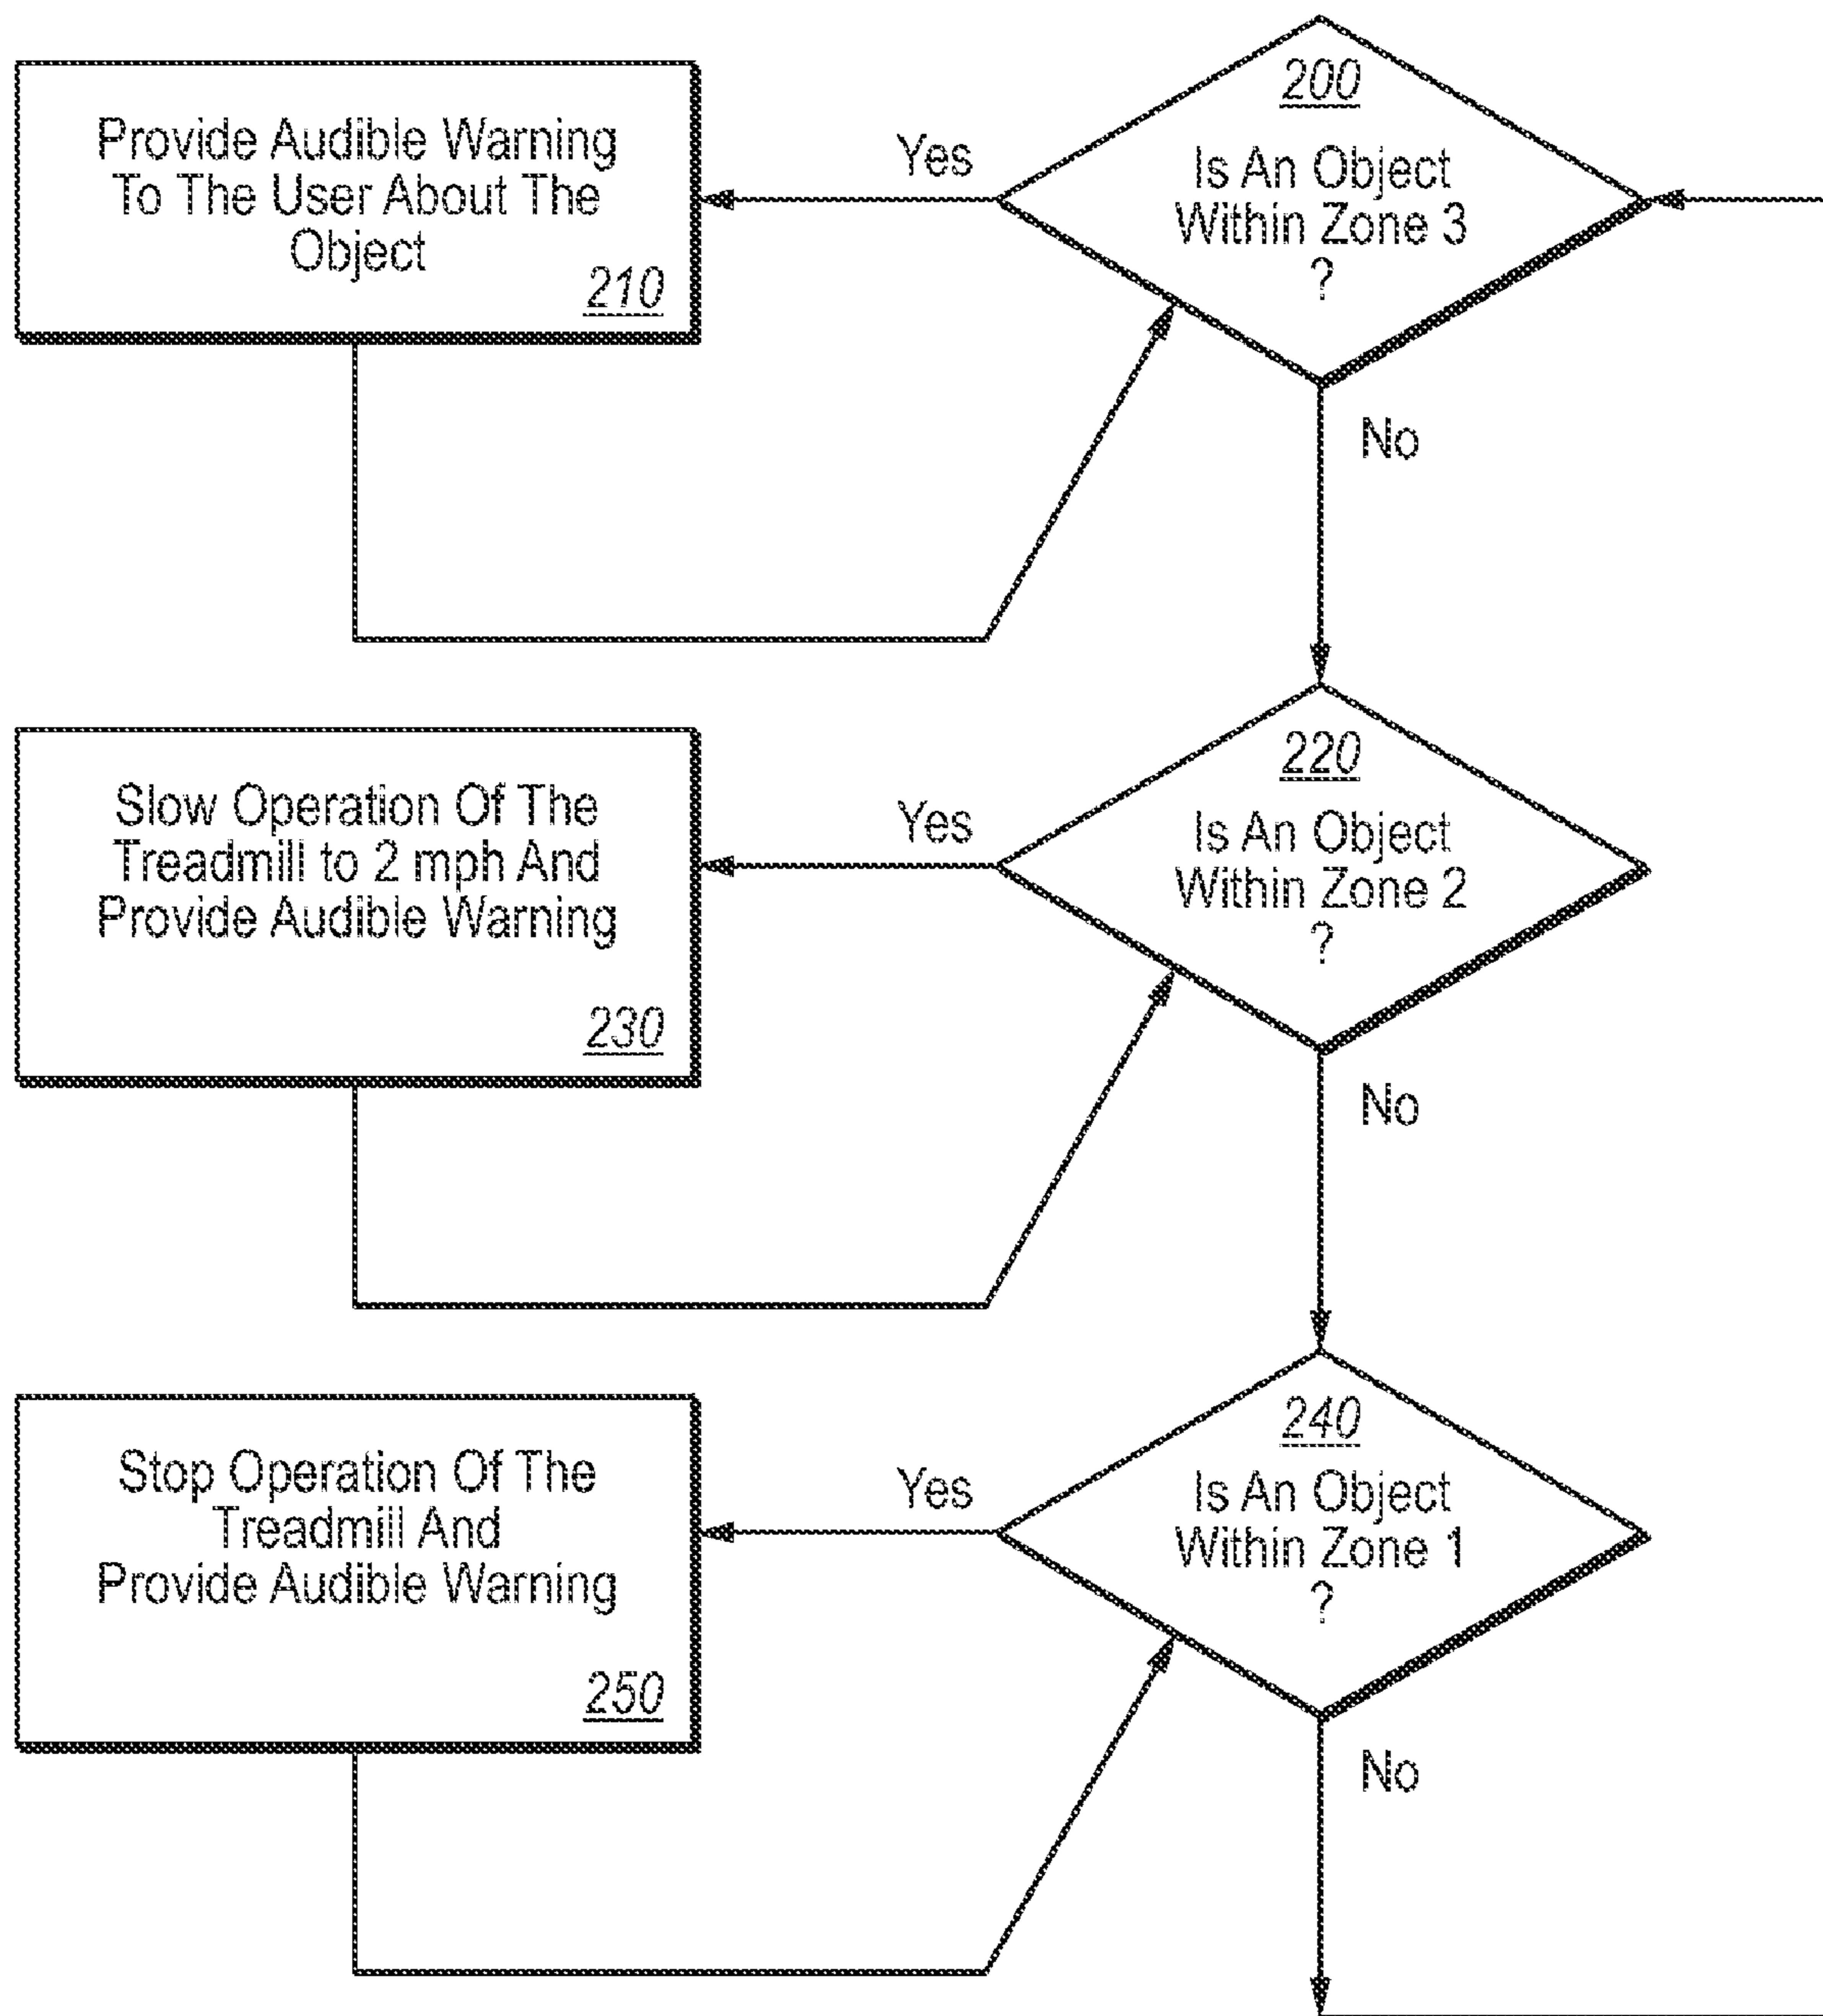 200
Is An Object
Within Zone 3
?
Yes
No
Provide Audible Warning
To The User About The
Object
210
220
Is An Object
Within Zone 2
?
Yes
No
Slow Operation Of The
Treadmill to 2 mph And
Provide Audible Warning
230
240
Is An Object
Within Zone 1
?
Yes
No
Stop Operation Of The
Treadmill And
Provide Audible Warning
250